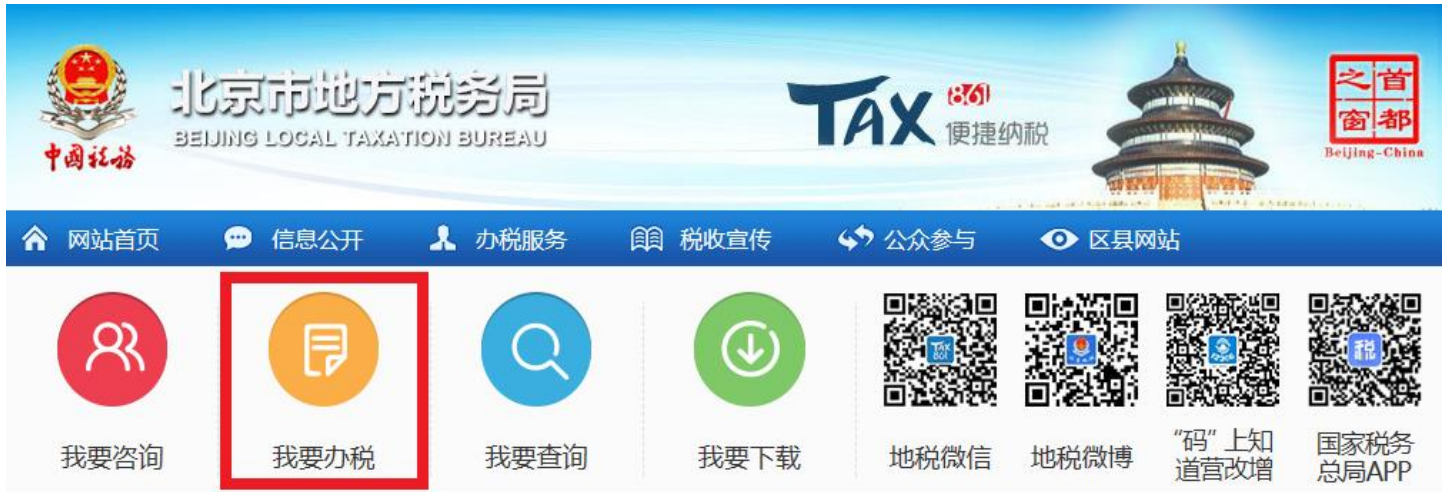 北京市地方税务局
BEIJING LOCAL TAXATION BUREAU
中国税务
TAX 861
便捷纳税
首都之窗
Beijing-China
网站首页 信息公开 办税服务 税收宣传 公众参与 区县网站
我要咨询 我要办税 我要查询 我要下载 地税微信 地税微博
“码”上知
道营改增
国家税务
总局APP
TAX
861
12366
税